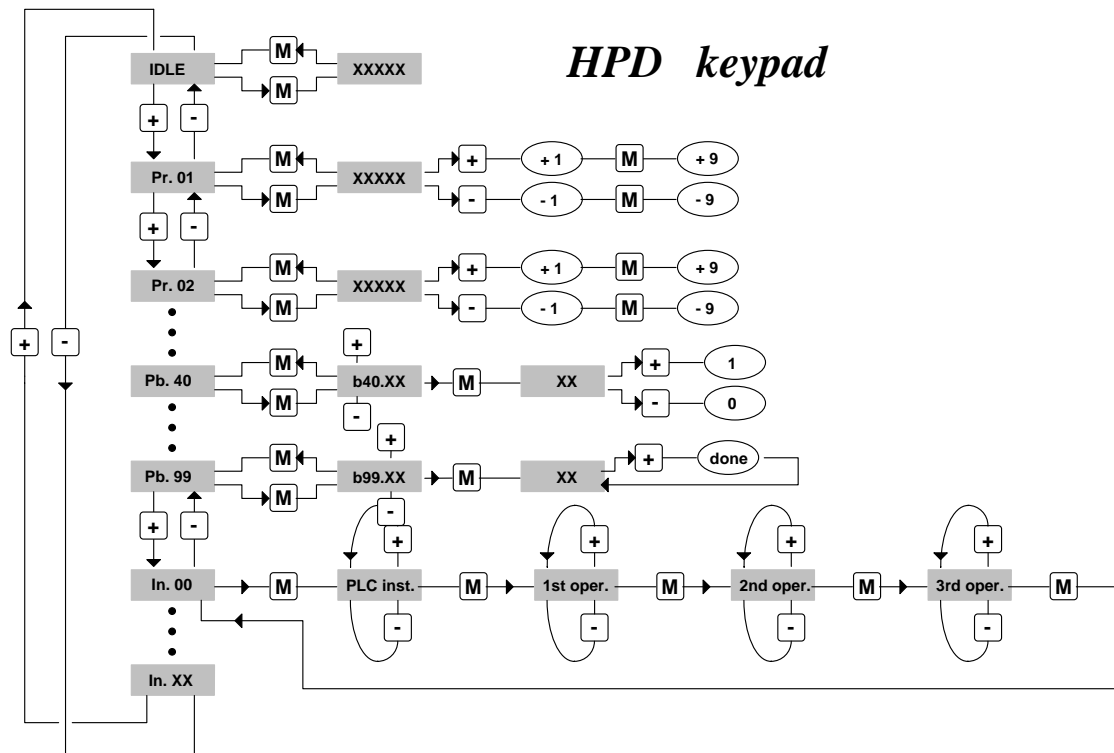 HPD keypad
M
IDLE XXXXX
M
+ -
M + +1 M +9
Pr. 01 XXXXX
M - -1 M -9
+ -
M + +1 M +9
Pr. 02 XXXXX
M - -1 M -9
+ - +
M + 1
Pb. 40 b40.XX M XX
M - 0
-
+
M + done
Pb. 99 b99.XX M XX
M
-
+ - + + + +
In. 00 M PLC inst. M 1st oper. M 2nd oper. M 3rd oper. M
- - - -
In. XX